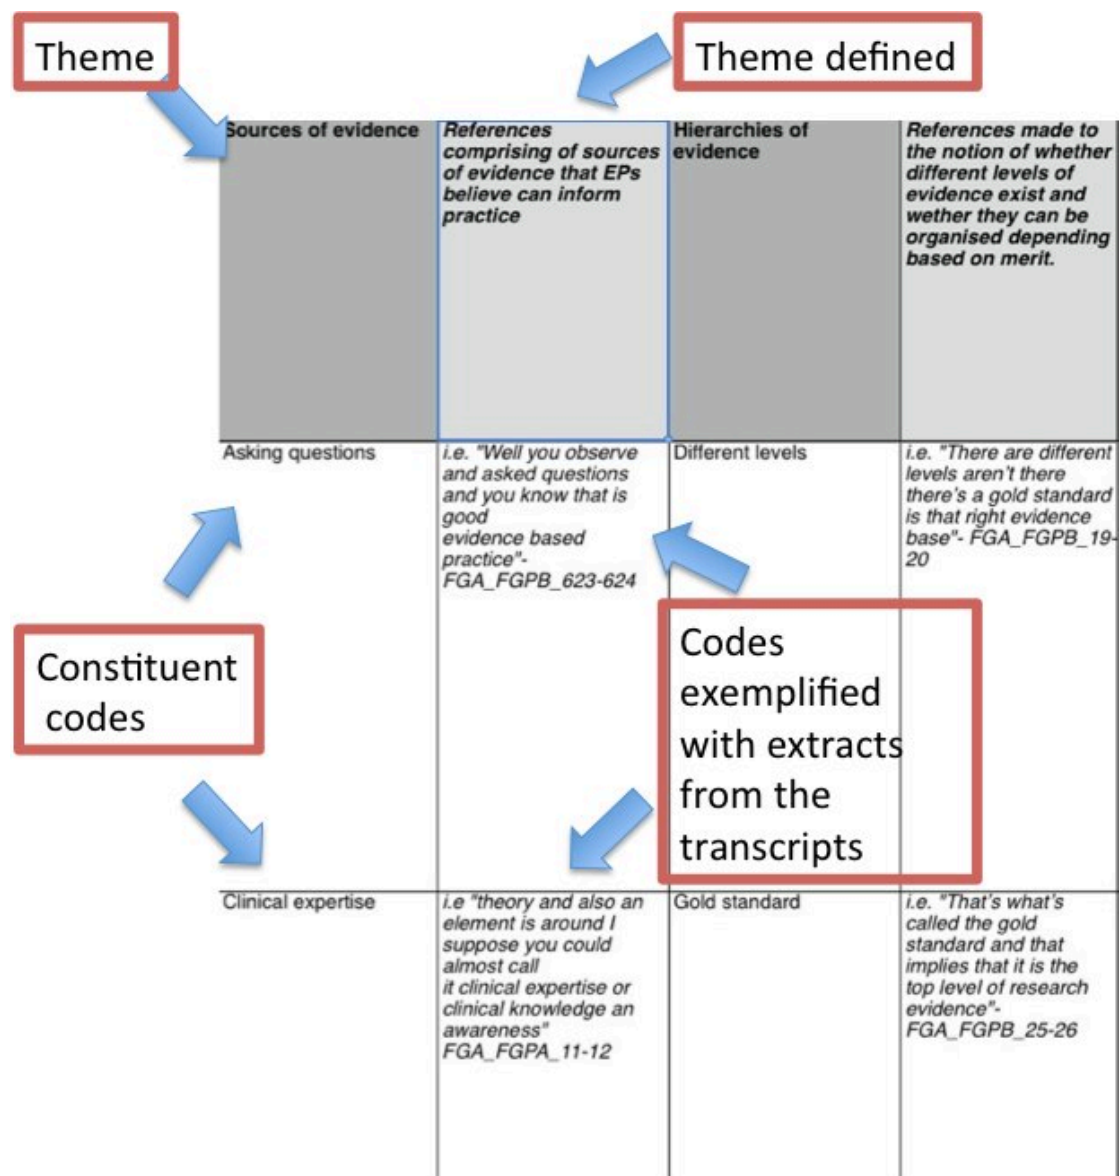 Theme
Theme defined
Sources of evidence
References
comprising of sources
of evidence that EPs
believe can inform
practice
Hierarchies of
evidence
References made to
the notion of whether
different levels of
evidence exist and
wether they can be
organised depending
based on merit.
Asking questions
i.e. "Well you observe
and asked questions
and you know that is
good
evidence based
practice"-
FGA_FGPB_623-624
Different levels
i.e. "There are different
levels aren't there
there's a gold standard
is that right evidence
base"- FGA_FGPB_19-
20
Constituent
codes
Codes
exemplified
with extracts
from the
transcripts
Clinical expertise
i.e "theory and also an
element is around I
suppose you could
almost call
it clinical expertise or
clinical knowledge an
awareness"
FGA_FGPA_11-12
Gold standard
i.e. "That's what's
called the gold
standard and that
implies that it is the
top level of research
evidence"-
FGA_FGPB_25-26